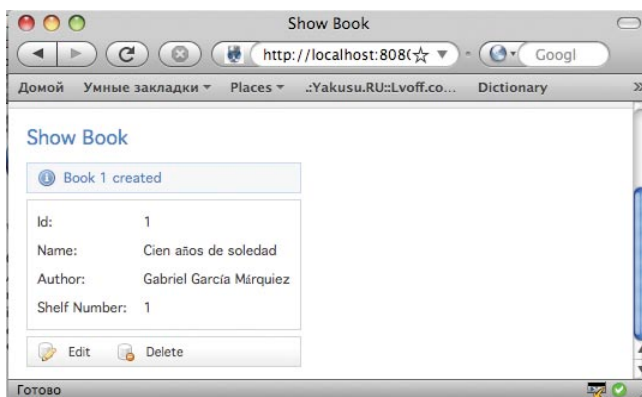 Show Book
http://localhost:808( Googl
Домой Умные закладки Places .:Yakusu.RU::Lvoff.co... Dictionary »
Show Book
Book 1 created
Id: 1
Name: Cien años de soledad
Author: Gabriel García Márquiez
Shelf Number: 1
Edit Delete
Готово